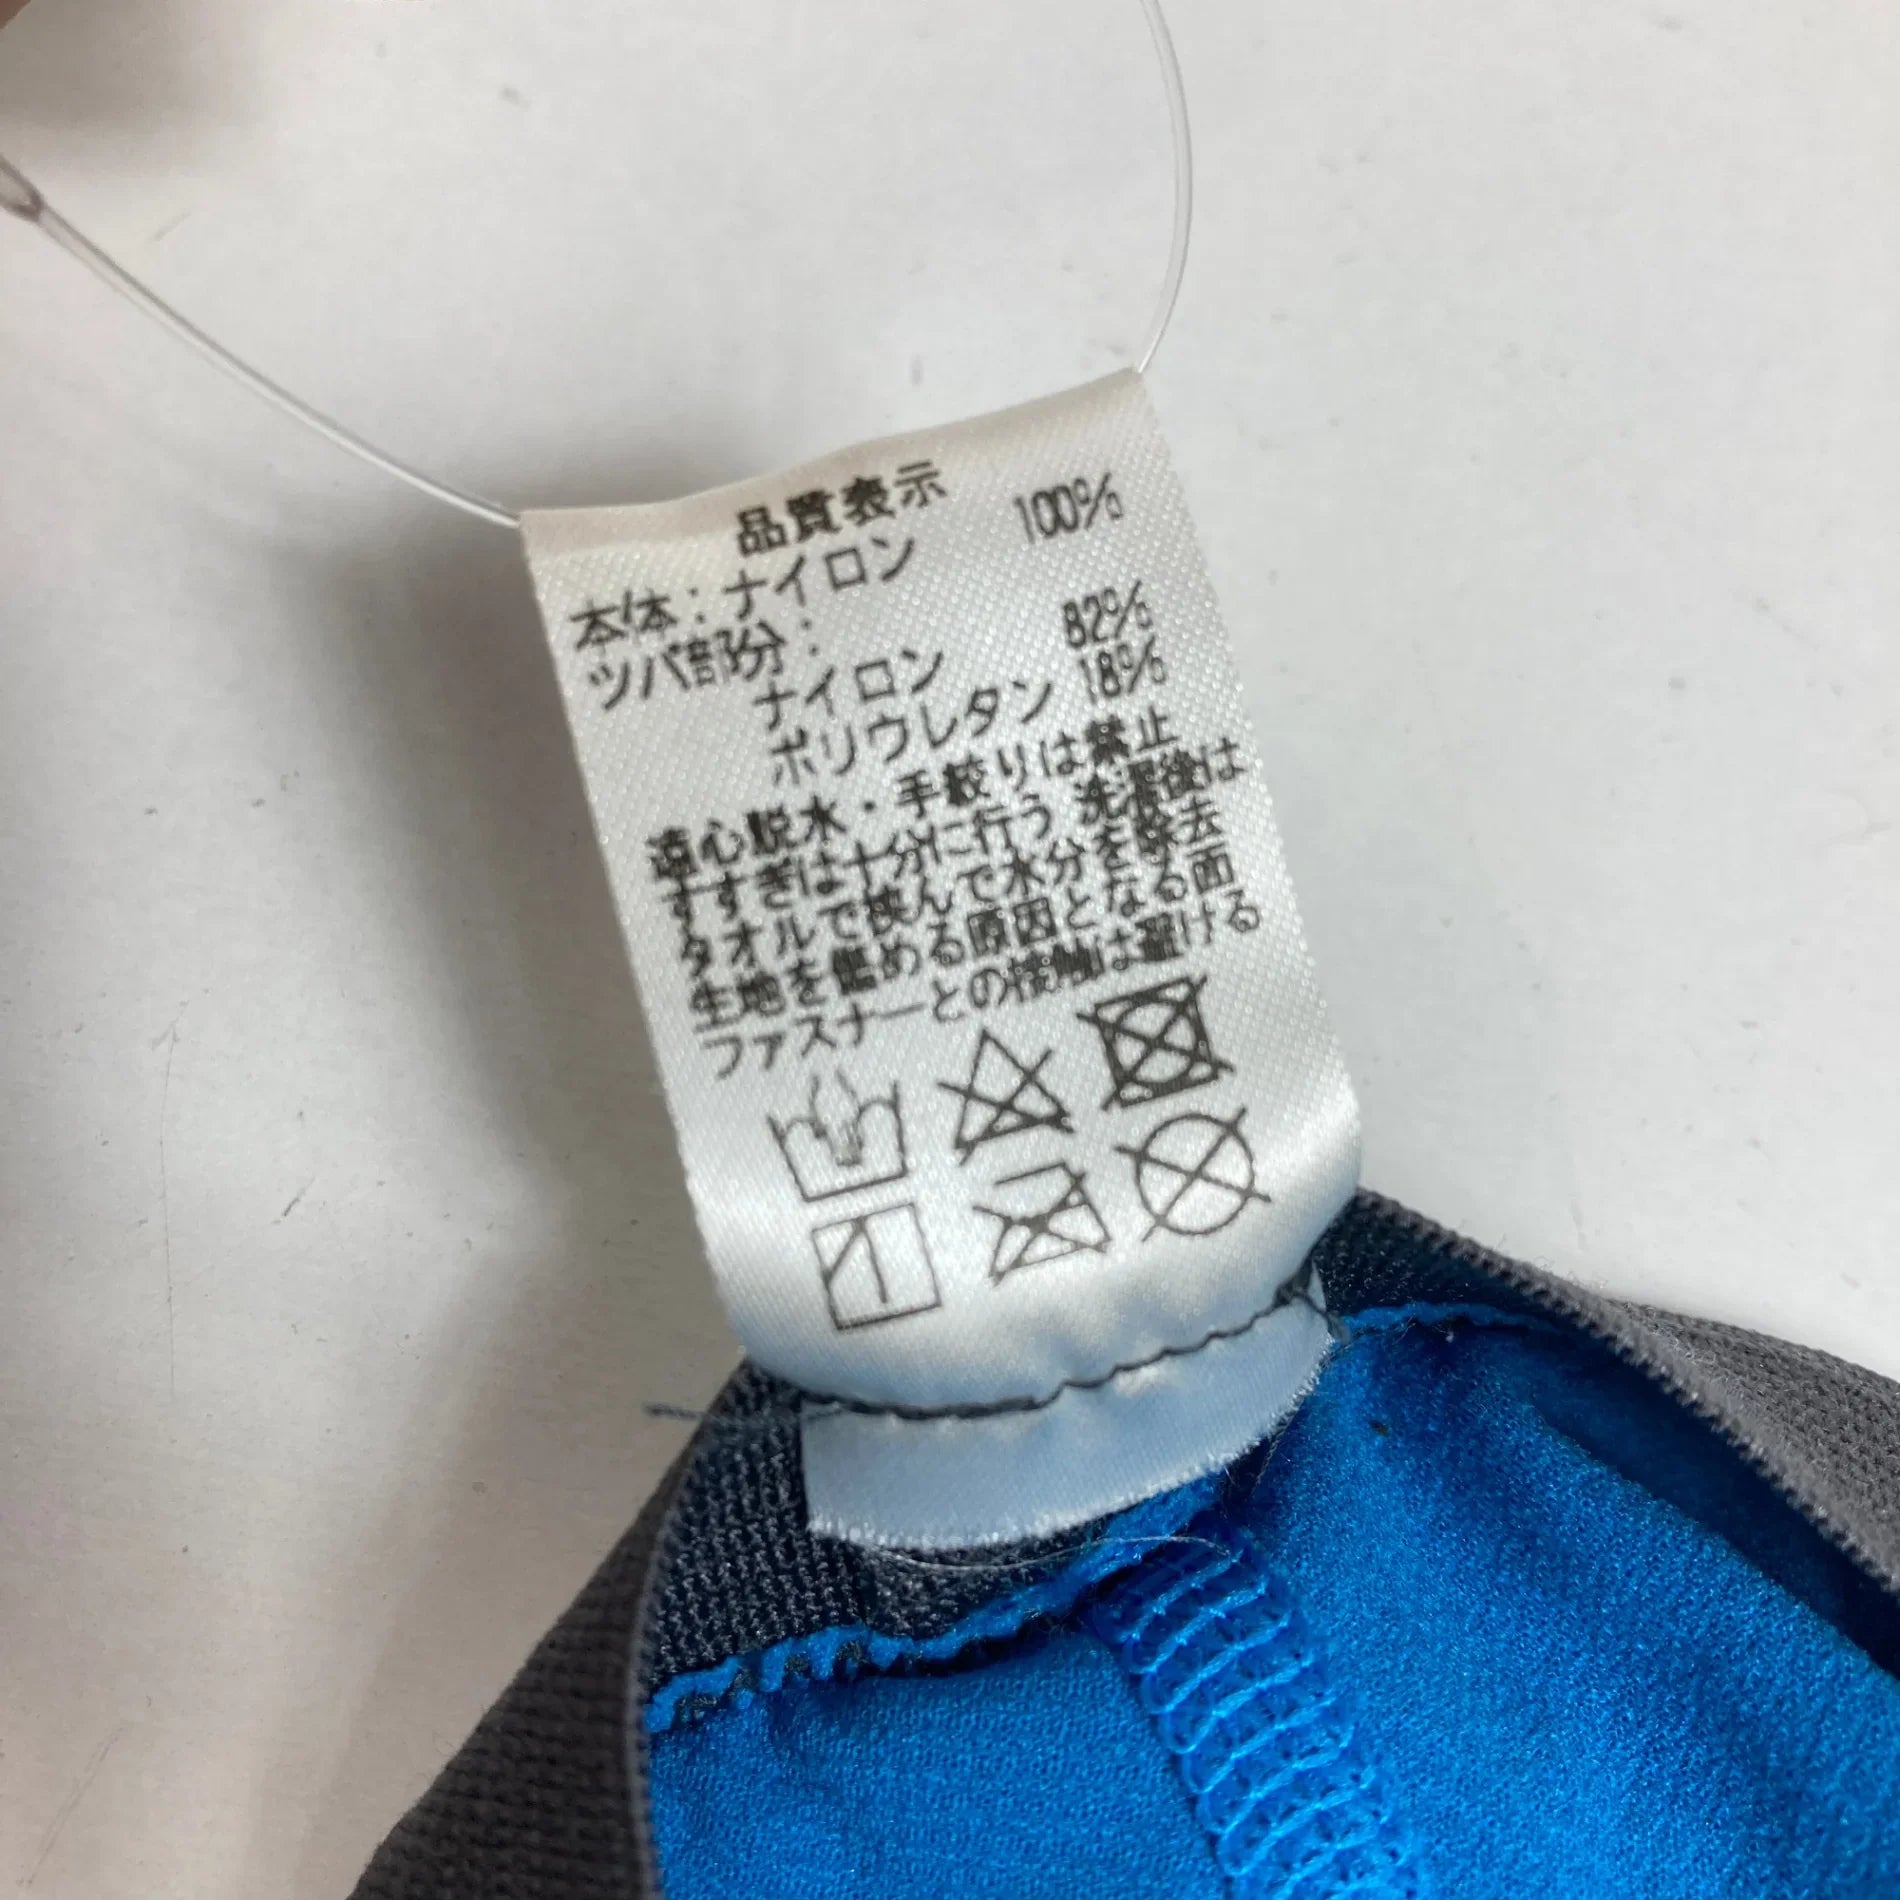 品質表示
本体：ナイロン 100%
ツバ部分：
ナイロン 82%
ポリウレタン 18%
遠心脱水・手絞りは禁止
すすぎは十分に行う 洗濯後は
タオルで挟んで水分を除去
生地を傷める原因となる面
ファスナーとの接触は避ける